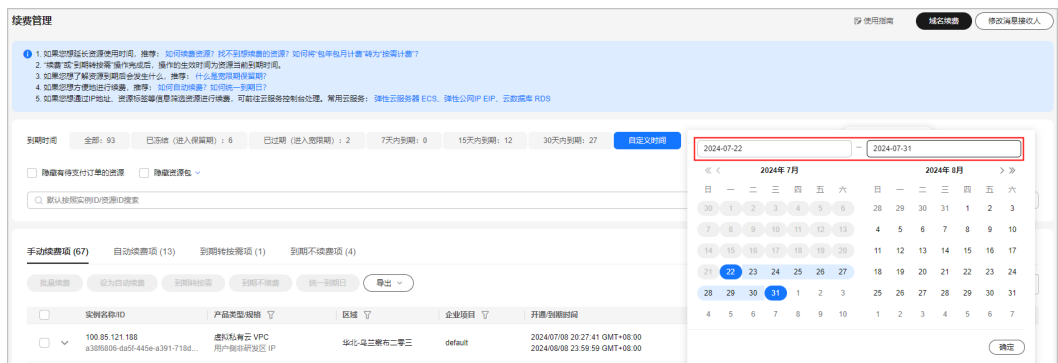 续费管理
使用指南 域名续费 修改消息接收人
1. 如果您想延长资源使用时间，推荐： 如何续费资源？找不到想续费的资源？如何将“包年包月计费”转为“按需计费”？
2. “续费”或“到期转按需”操作完成后，操作的生效时间为资源当前到期时间。
3. 如果您想了解资源到期后会发生什么，推荐： 什么是宽限期保留期？
4. 如果您想方便地进行续费，推荐： 如何自动续费？如何统一到期日？
5. 如果您想通过IP地址、资源标签等信息筛选资源进行续费，可前往云服务控制台处理。常用云服务： 弹性云服务器 ECS、弹性公网IP EIP、云数据库 RDS
到期时间 全部：93 已冻结（进入保留期）：6 已过期（进入宽限期）：2 7天内到期：0 15天内到期：12 30天内到期：27 自定义时间
隐藏有待支付订单的资源 隐藏资源包
默认按照实例ID/资源ID搜索
手动续费项 (67) 自动续费项 (13) 到期转按需项 (1) 到期不续费项 (4)
批量续费 设为自动续费 到期转按需 到期不续费 统一到期日 导出
实例名称/ID 产品类型/规格 区域 企业项目 开通/到期时间
100.85.121.188 虚拟私有云 VPC 华北-乌兰察布二零三 default 2024/07/08 20:27:41 GMT+08:00
a38f6806-da5f-445e-a391-718d... 用户侧非研发区 IP 2024/08/08 23:59:59 GMT+08:00
2024-07-22 – 2024-07-31
2024年 7月 2024年 8月
日 一 二 三 四 五 六 日 一 二 三 四 五 六
30 1 2 3 4 5 6 28 29 30 31 1 2 3
7 8 9 10 11 12 13 4 5 6 7 8 9 10
14 15 16 17 18 19 20 11 12 13 14 15 16 17
21 22 23 24 25 26 27 18 19 20 21 22 23 24
28 29 30 31 1 2 3 25 26 27 28 29 30 31
4 5 6 7 8 9 10 1 2 3 4 5 6 7
确定